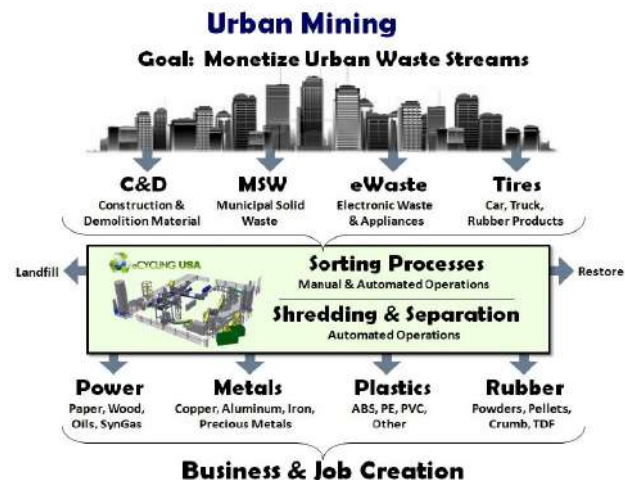 Urban Mining
Goal: Monetize Urban Waste Streams
C&D
Construction &
Demolition Material
MSW
Municipal Solid
Waste
eWaste
Electronic Waste
& Appliances
Tires
Car, Truck,
Rubber Products
Landfill
eCYCLING USA
Sorting Processes
Manual & Automated Operations
Shredding & Separation
Automated Operations
Restore
Power
Paper, Wood,
Oils, SynGas
Metals
Copper, Aluminum, Iron,
Precious Metals
Plastics
ABS, PE, PVC,
Other
Rubber
Powders, Pellets,
Crumb, TDF
Business & Job Creation